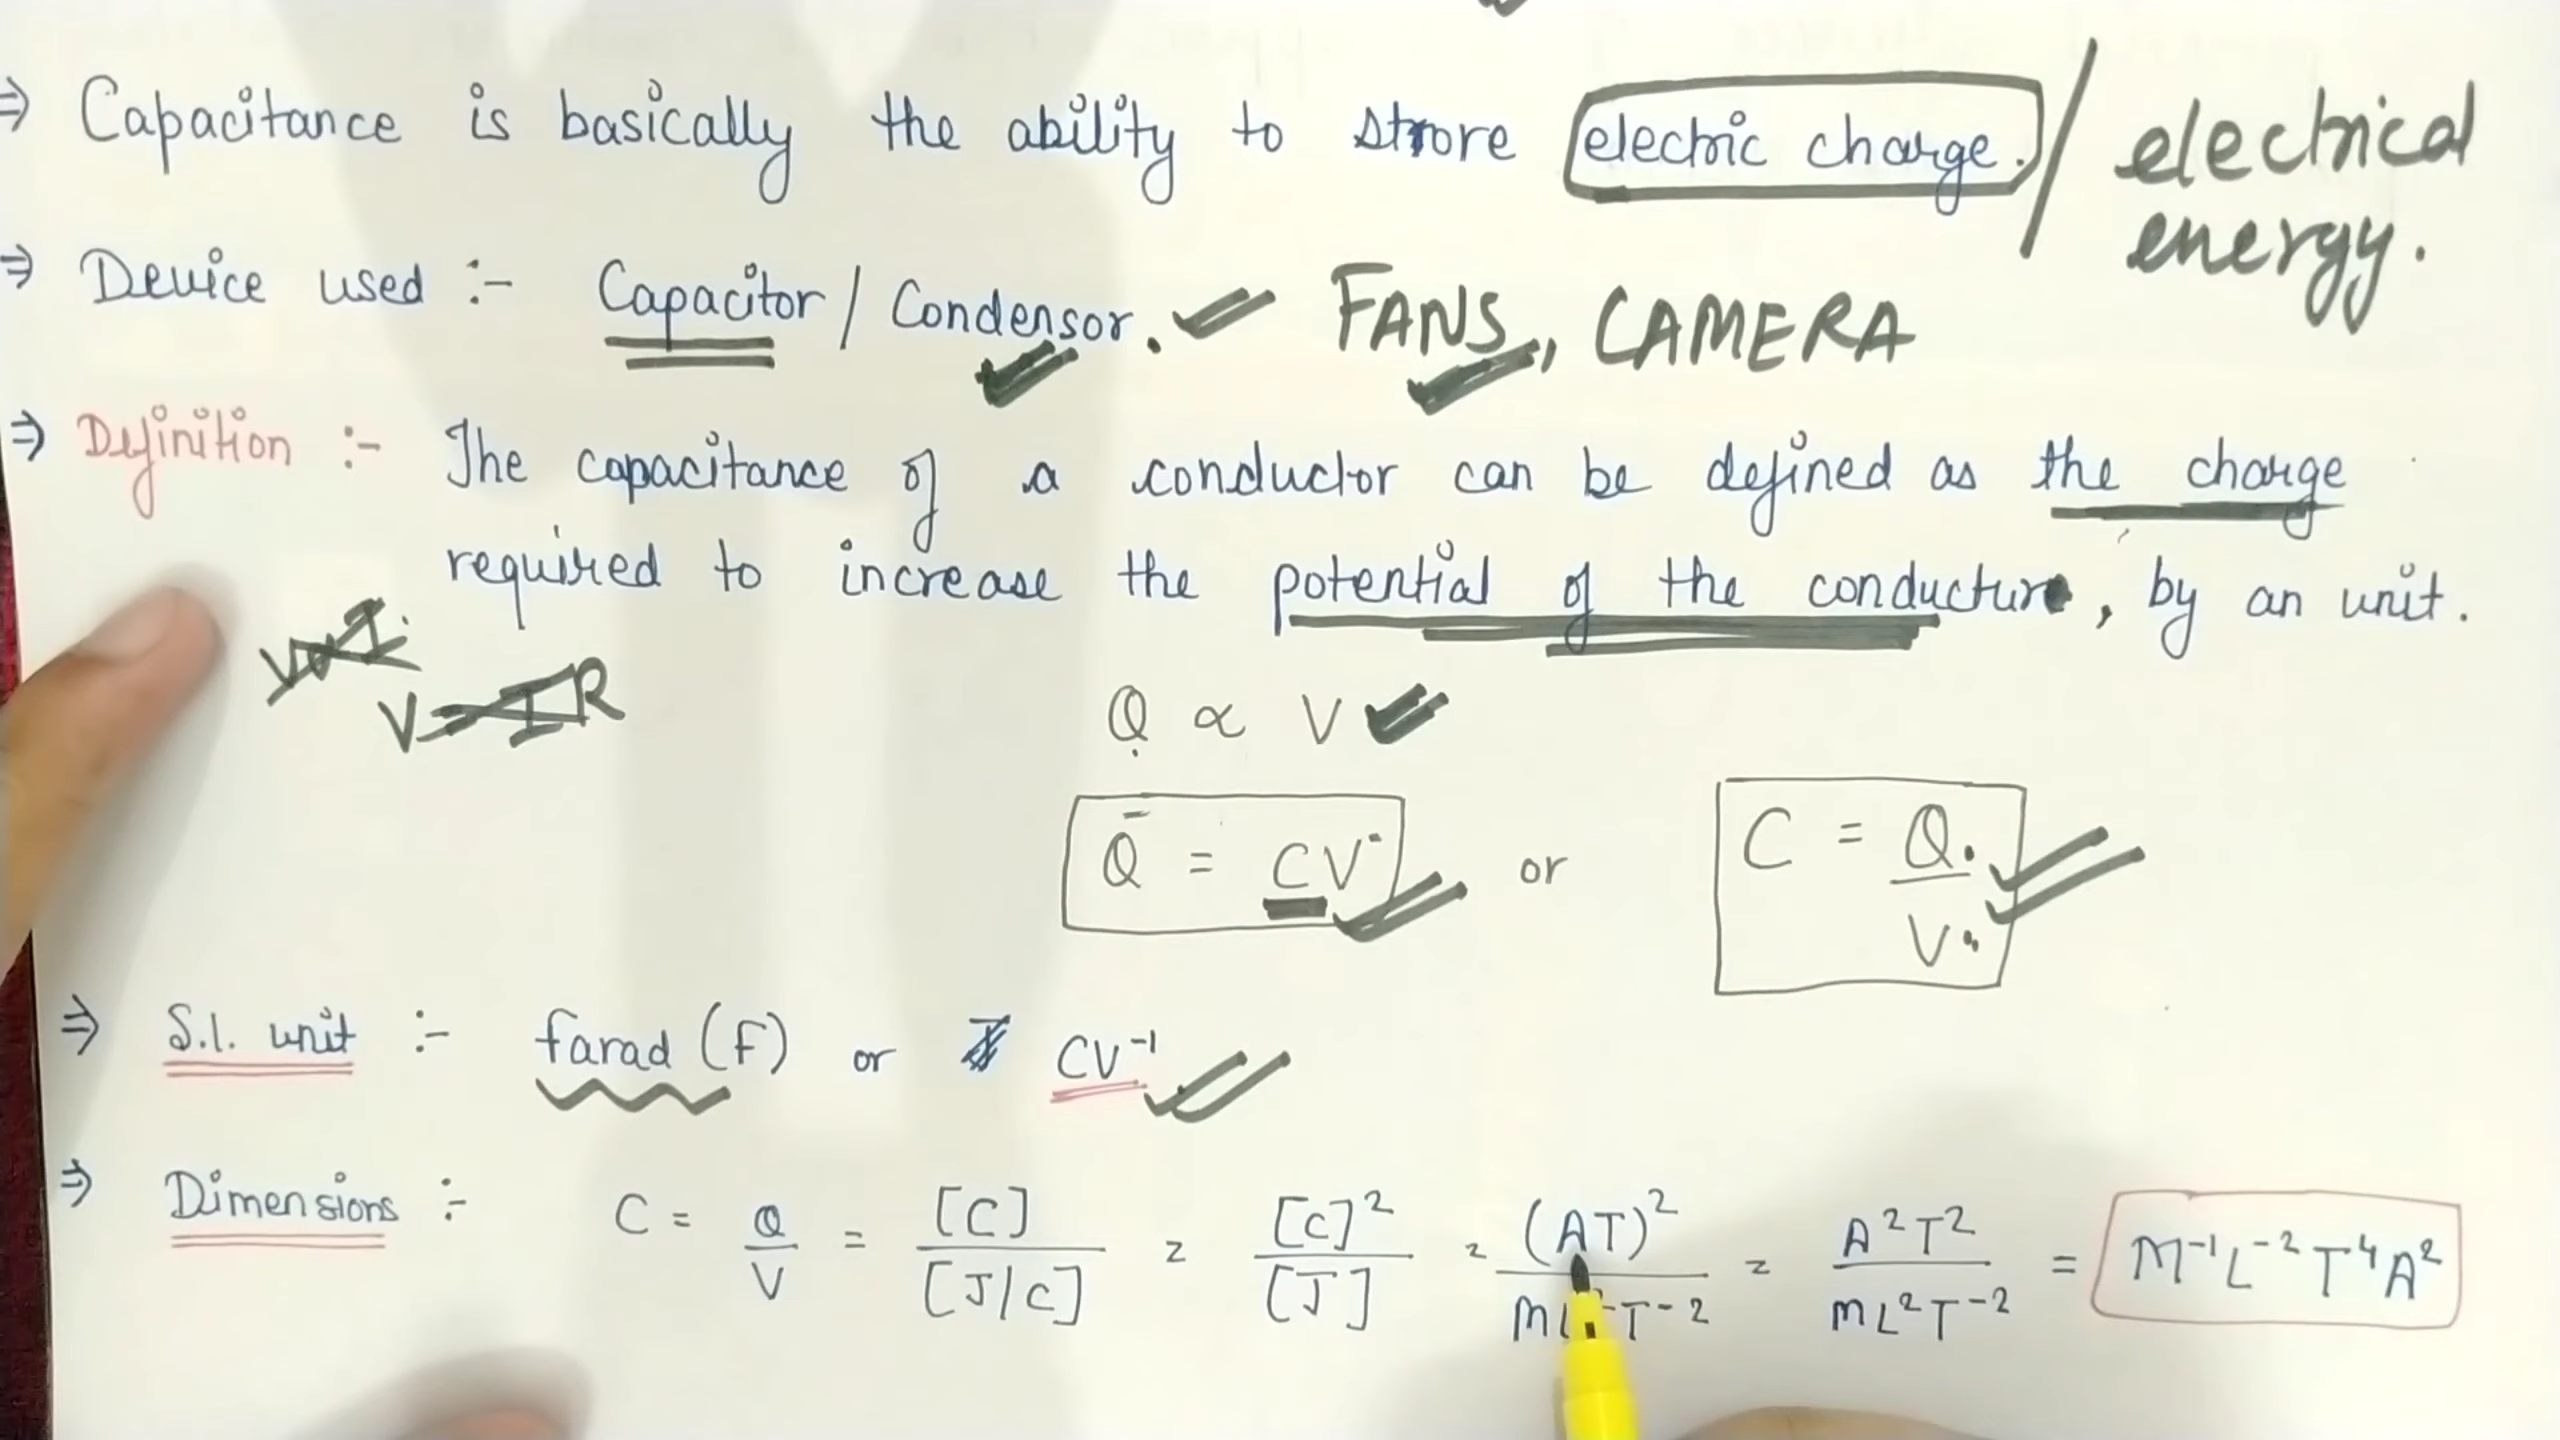 ⇒ Capacitance is basically the ability to store electric charge. / electrical energy.
⇒ Device used :- Capacitor / Condensor. FANS, CAMERA
⇒ Definition :- The capacitance of a conductor can be defined as the charge
required to increase the potential of the conductur, by an unit.
V∝I
V=IR
Q ∝ V
Q = CV or C = Q/V
⇒ S.I. unit :- farad (F) or CV⁻¹
⇒ Dimensions :- C = Q/V = [C]/[J/C] = [C]²/[J] = (AT)²/ML²T⁻² = A²T²/ML²T⁻² = M⁻¹L⁻²T⁴A²